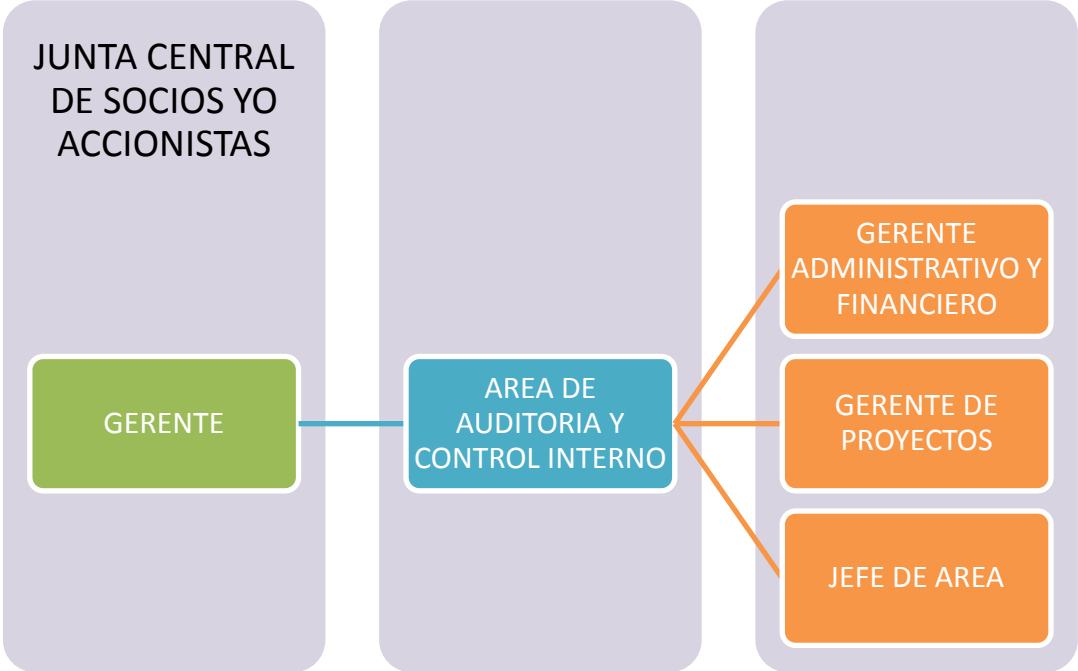 JUNTA CENTRAL
DE SOCIOS YO
ACCIONISTAS
GERENTE
AREA DE
AUDITORIA Y
CONTROL INTERNO
GERENTE
ADMINISTRATIVO Y
FINANCIERO
GERENTE DE
PROYECTOS
JEFE DE AREA